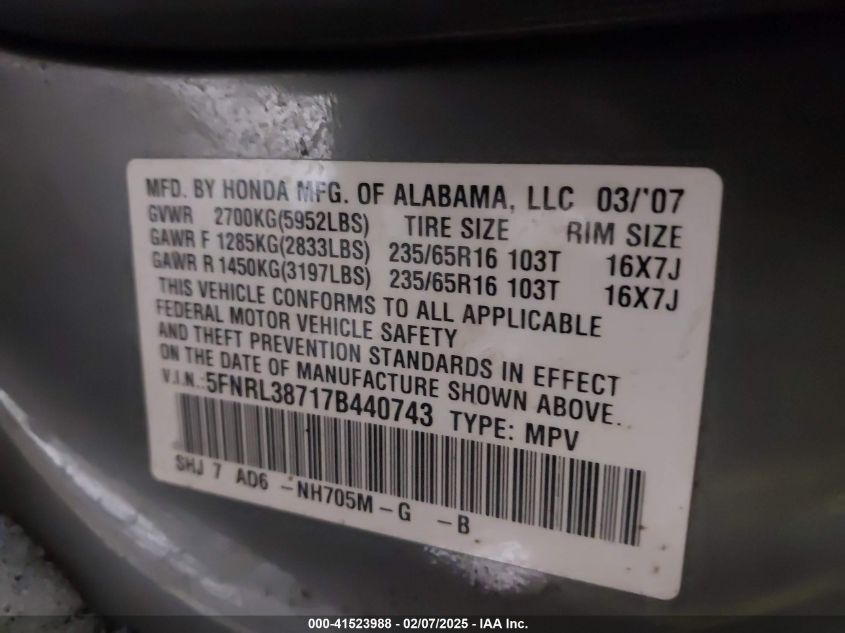 MFD. BY HONDA MFG. OF ALABAMA, LLC 03/'07
GVWR 2700KG(5952LBS) TIRE SIZE RIM SIZE
GAWR F 1285KG(2833LBS) 235/65R16 103T 16X7J
GAWR R 1450KG(3197LBS) 235/65R16 103T 16X7J
THIS VEHICLE CONFORMS TO ALL APPLICABLE
FEDERAL MOTOR VEHICLE SAFETY
AND THEFT PREVENTION STANDARDS IN EFFECT
ON THE DATE OF MANUFACTURE SHOWN ABOVE.
V.I.N.: 5FNRL38717B440743 TYPE: MPV
SHJ 7 AD6 -NH705M-G -B
000-41523988 - 02/07/2025 - IAA Inc.